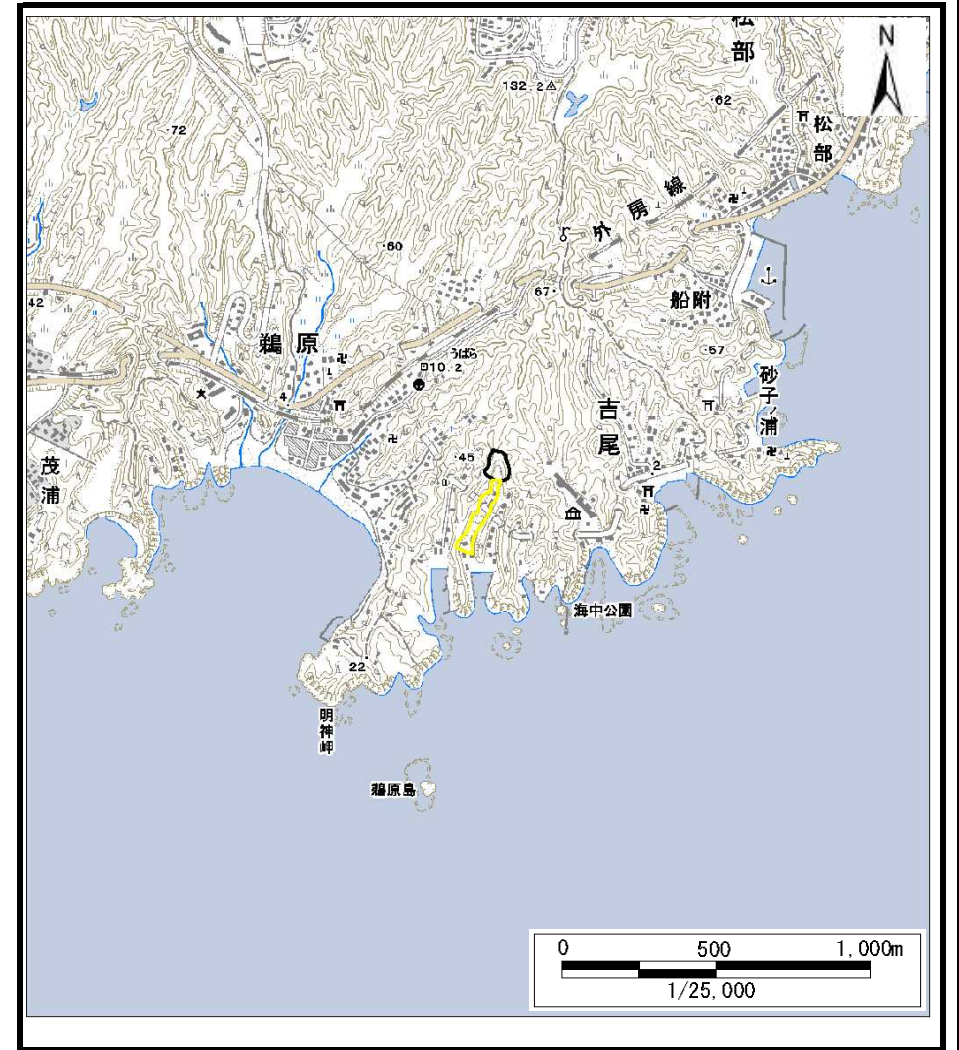 松部
N
132.2
・62
松部
・72
外房線
・60
67・
船附
42
鵜原
・57
うばら
10.2
砂子ノ浦
4
吉尾
・45
2
茂浦
海中公園
22
明神岬
鵜原島
0 500 1,000m
1/25,000